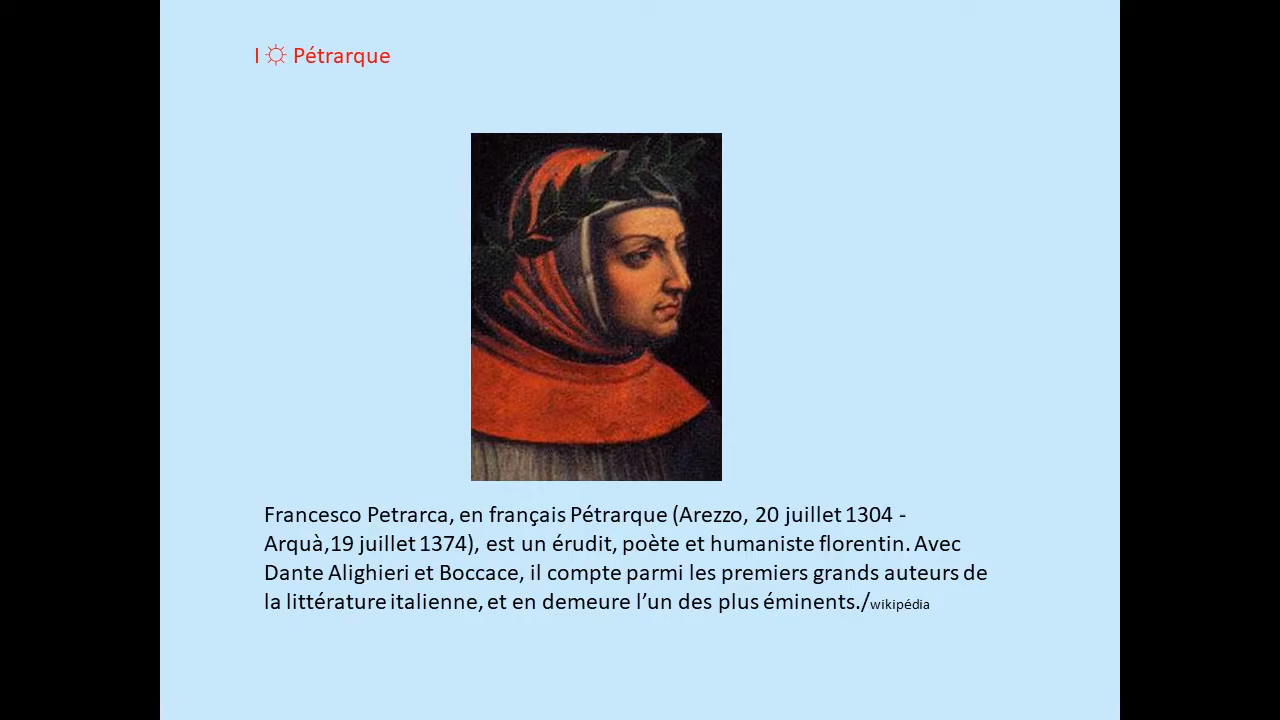 I ☼ Pétrarque
Francesco Petrarca, en français Pétrarque (Arezzo, 20 juillet 1304 -
Arquà,19 juillet 1374), est un érudit, poète et humaniste florentin. Avec
Dante Alighieri et Boccace, il compte parmi les premiers grands auteurs de
la littérature italienne, et en demeure l’un des plus éminents./wikipédia